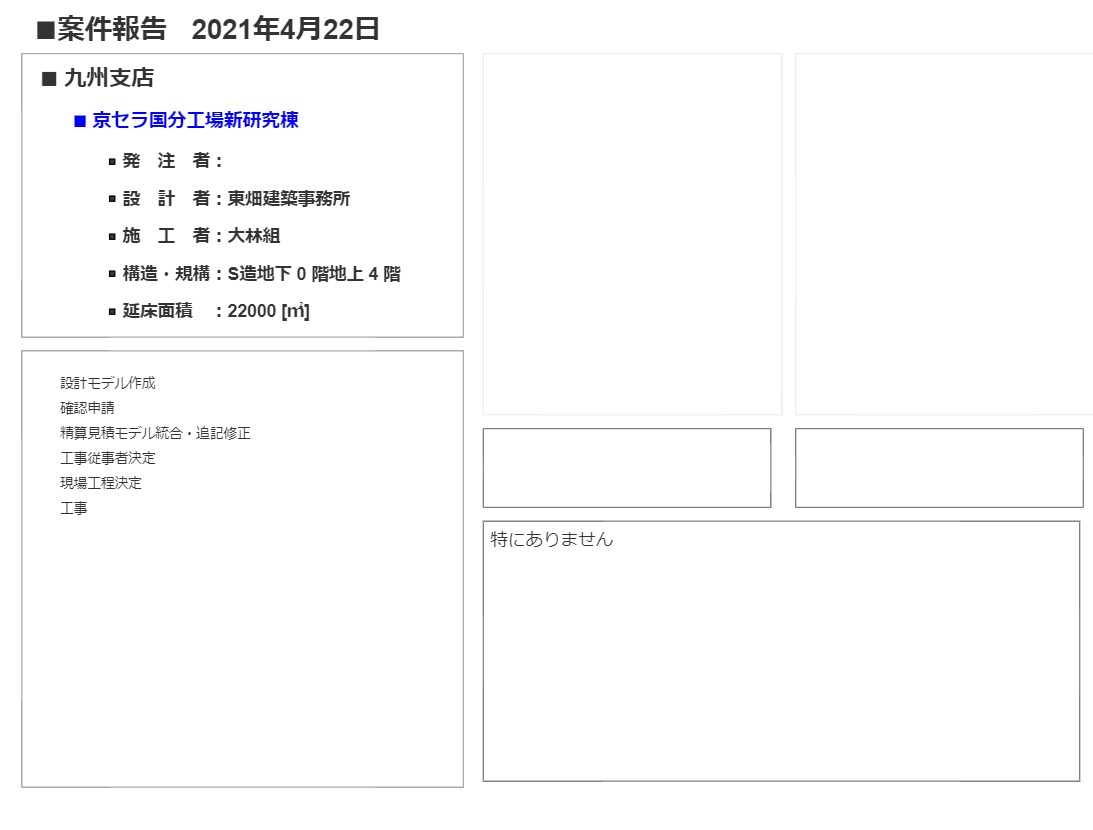 ■案件報告　2021年4月22日
■ 九州支店
■ 京セラ国分工場新研究棟
▪ 発　注　者：
▪ 設　計　者：東畑建築事務所
▪ 施　工　者：大林組
▪ 構造・規構：S造地下 0 階地上 4 階
▪ 延床面積　：22000 [㎡]
設計モデル作成
確認申請
精算見積モデル統合・追記修正
工事従事者決定
現場工程決定
工事
特にありません